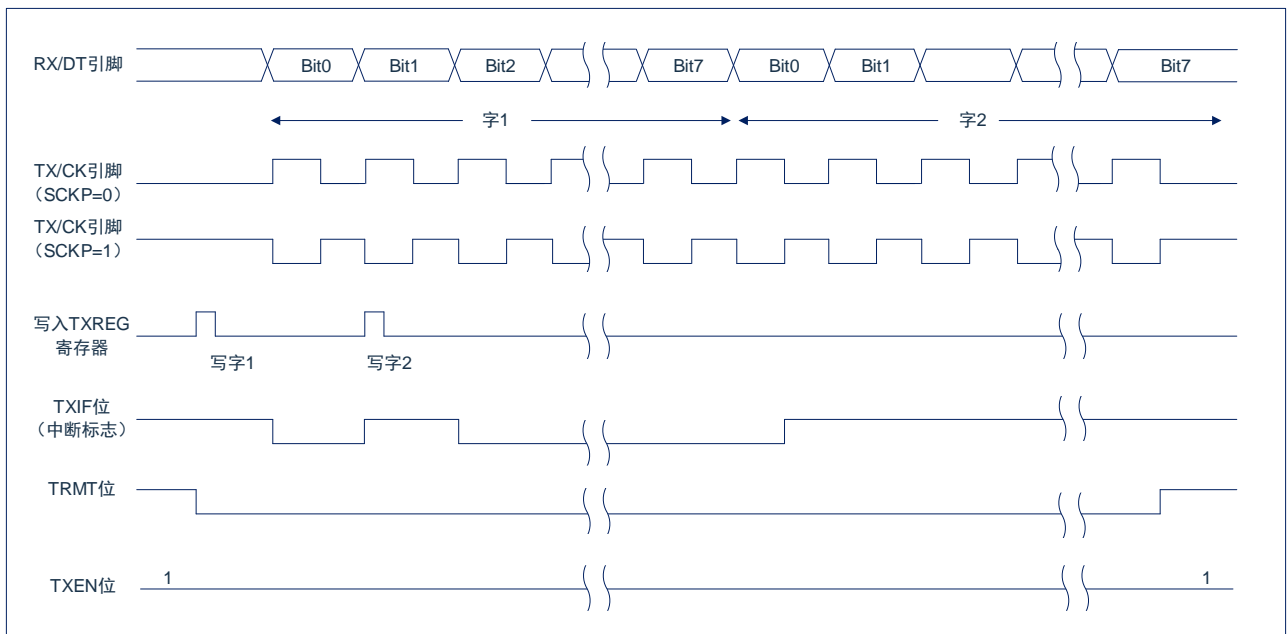 RX/DT引脚
Bit0 Bit1 Bit2 Bit7 Bit0 Bit1 Bit7
字1 字2
TX/CK引脚
（SCKP=0）
TX/CK引脚
（SCKP=1）
写入TXREG
寄存器
写字1 写字2
TXIF位
（中断标志）
TRMT位
TXEN位 1 1